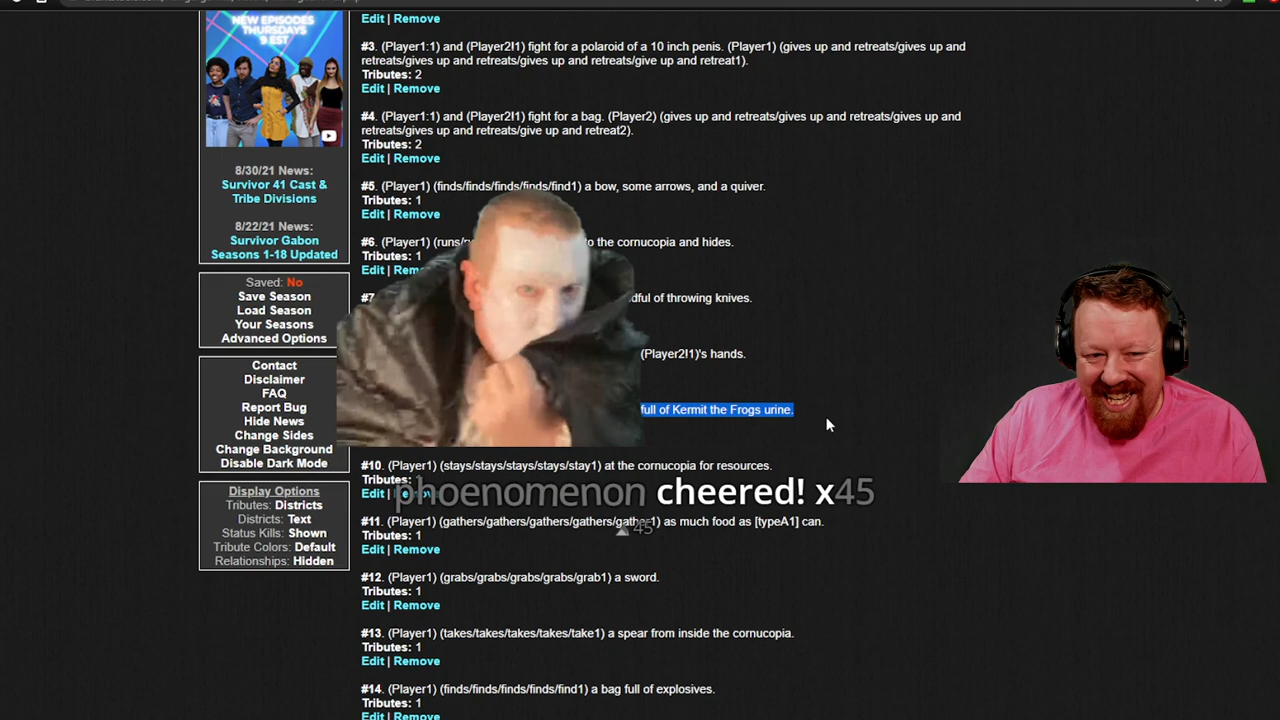 NEW EPISODES
THURSDAYS
9 EST
8/30/21 News:
Survivor 41 Cast &
Tribe Divisions
8/22/21 News:
Survivor Gabon
Seasons 1-18 Updated
Saved: No
Save Season
Load Season
Your Seasons
Advanced Options
Contact
Disclaimer
FAQ
Report Bug
Hide News
Change Sides
Change Background
Disable Dark Mode
Display Options
Tributes: Districts
Districts: Text
Status Kills: Shown
Tribute Colors: Default
Relationships: Hidden
Edit | Remove
#3. (Player1:1) and (Player2!1) fight for a polaroid of a 10 inch penis. (Player1) (gives up and retreats/gives up and
retreats/gives up and retreats/gives up and retreats/give up and retreat1).
Tributes: 2
Edit | Remove
#4. (Player1:1) and (Player2!1) fight for a bag. (Player2) (gives up and retreats/gives up and retreats/gives up and
retreats/gives up and retreats/give up and retreat2).
Tributes: 2
Edit | Remove
#5. (Player1) (finds/finds/finds/finds/find1) a bow, some arrows, and a quiver.
Tributes: 1
Edit | Remove
#6. (Player1) to the cornucopia and hides.
Tributes: 1
Edit |
of throwing knives.
(Player2!1)'s hands.
full of Kermit the Frogs urine.
#10. (Player1) (stays/stays/stays/stays/stay1) at the cornucopia for resources.
Tributes:
Edit |
phoenomenon cheered! x45
#11. (Player1) (gathers/gathers/gathers/gathers/gather1) as much food as [typeA1] can.
45
Tributes: 1
Edit | Remove
#12. (Player1) (grabs/grabs/grabs/grabs/grab1) a sword.
Tributes: 1
Edit | Remove
#13. (Player1) (takes/takes/takes/takes/take1) a spear from inside the cornucopia.
Tributes: 1
Edit | Remove
#14. (Player1) (finds/finds/finds/finds/find1) a bag full of explosives.
Tributes: 1
Edit | Remove